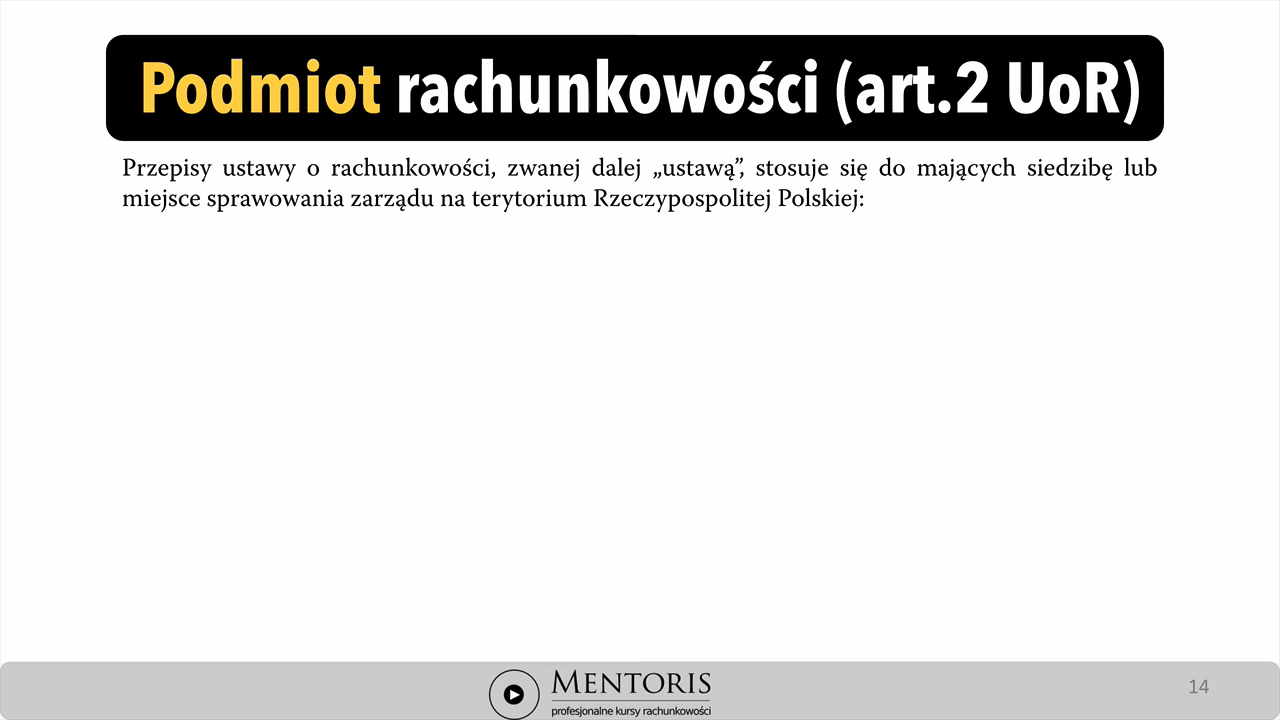 Podmiot rachunkowości (art.2 UoR)
Przepisy ustawy o rachunkowości, zwanej dalej „ustawą”, stosuje się do mających siedzibę lub
miejsce sprawowania zarządu na terytorium Rzeczypospolitej Polskiej:
MENTORIS
profesjonalne kursy rachunkowości
14